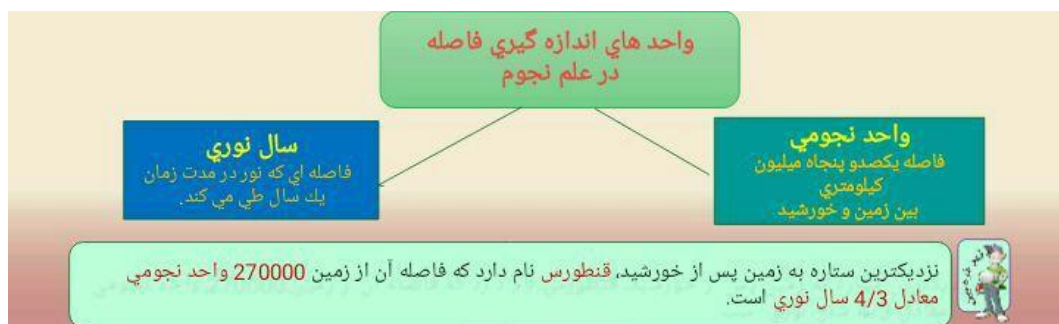 واحد هاي اندازه گيري فاصله
در علم نجوم
واحد نجومي
فاصله يكصدو پنجاه ميليون
كيلومتري
بين زمين و خورشيد
سال نوري
فاصله اي كه نور در مدت زمان
يك سال طي مي كند.
نزديكترين ستاره به زمين پس از خورشيد، قنطورس نام دارد كه فاصله آن از زمين 270000 واحد نجومي
معادل 4/3 سال نوري است.